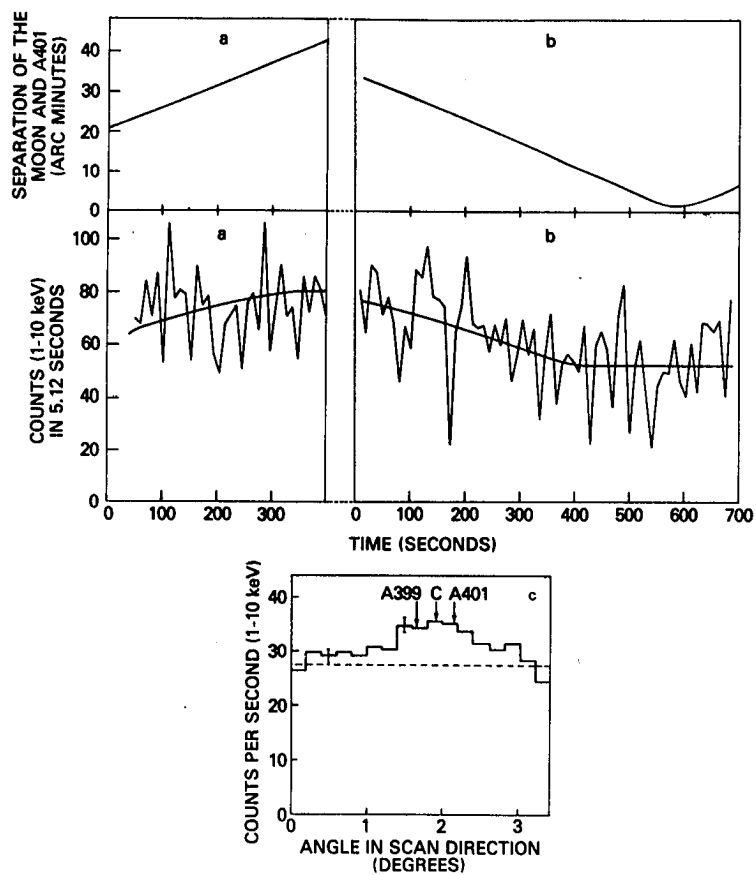 SEPARATION OF THE
MOON AND A401
(ARC MINUTES)
40
30
20
10
0
a
b
COUNTS (1-10 keV)
IN 5.12 SECONDS
100
80
60
40
20
0
a
b
0 100 200 300 0 100 200 300 400 500 600 700
TIME (SECONDS)
COUNTS PER SECOND (1-10 keV)
40
30
20
10
0
A399 C A401 c
0 1 2 3
ANGLE IN SCAN DIRECTION
(DEGREES)